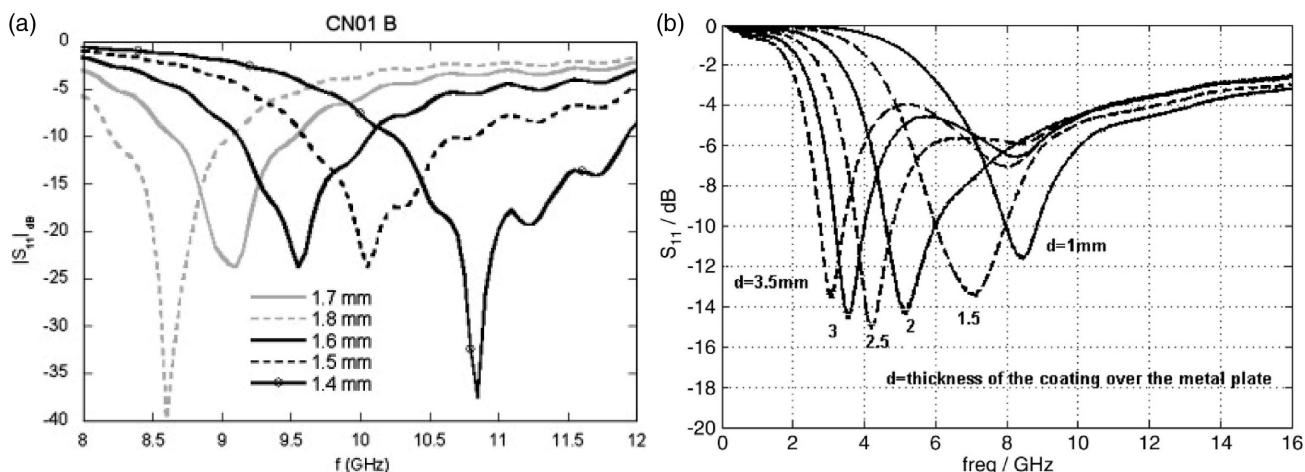 (a)
CN01 B
0
-5
-10
-15
-20
-25
-30
-35
-40
|S11|dB
1.7 mm
1.8 mm
1.6 mm
1.5 mm
1.4 mm
8 8.5 9 9.5 10 10.5 11 11.5 12
f (GHz)
(b)
0
-2
-4
-6
-8
-10
-12
-14
-16
-18
-20
S11 / dB
d=1mm
d=3.5mm
3
2.5
2
1.5
d=thickness of the coating over the metal plate
0 2 4 6 8 10 12 14 16
freq / GHz